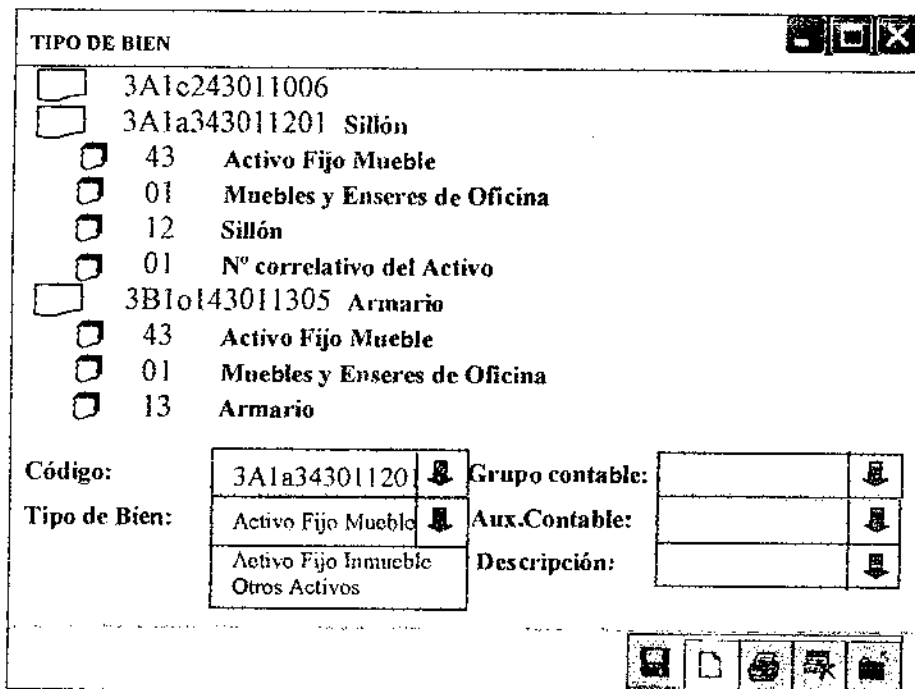 TIPO DE BIEN
3A1c243011006
3A1a343011201 Sillón
43 Activo Fijo Mueble
01 Muebles y Enseres de Oficina
12 Sillón
01 Nº correlativo del Activo
3B1o143011305 Armario
43 Activo Fijo Mueble
01 Muebles y Enseres de Oficina
13 Armario
Código: 3A1a343011201 Grupo contable:
Tipo de Bien: Activo Fijo Mueble Aux.Contable:
Activo Fijo Inmueble Descripción:
Otros Activos